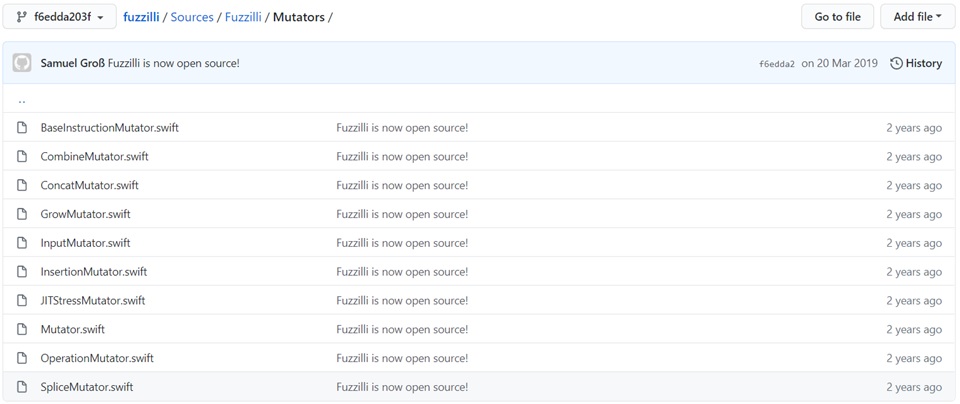 f6edda203f fuzzilli / Sources / Fuzzilli / Mutators / Go to file Add file
Samuel Groß Fuzzilli is now open source! f6edda2 on 20 Mar 2019 History
..
BaseInstructionMutator.swift Fuzzilli is now open source! 2 years ago
CombineMutator.swift Fuzzilli is now open source! 2 years ago
ConcatMutator.swift Fuzzilli is now open source! 2 years ago
GrowMutator.swift Fuzzilli is now open source! 2 years ago
InputMutator.swift Fuzzilli is now open source! 2 years ago
InsertionMutator.swift Fuzzilli is now open source! 2 years ago
JITStressMutator.swift Fuzzilli is now open source! 2 years ago
Mutator.swift Fuzzilli is now open source! 2 years ago
OperationMutator.swift Fuzzilli is now open source! 2 years ago
SpliceMutator.swift Fuzzilli is now open source! 2 years ago